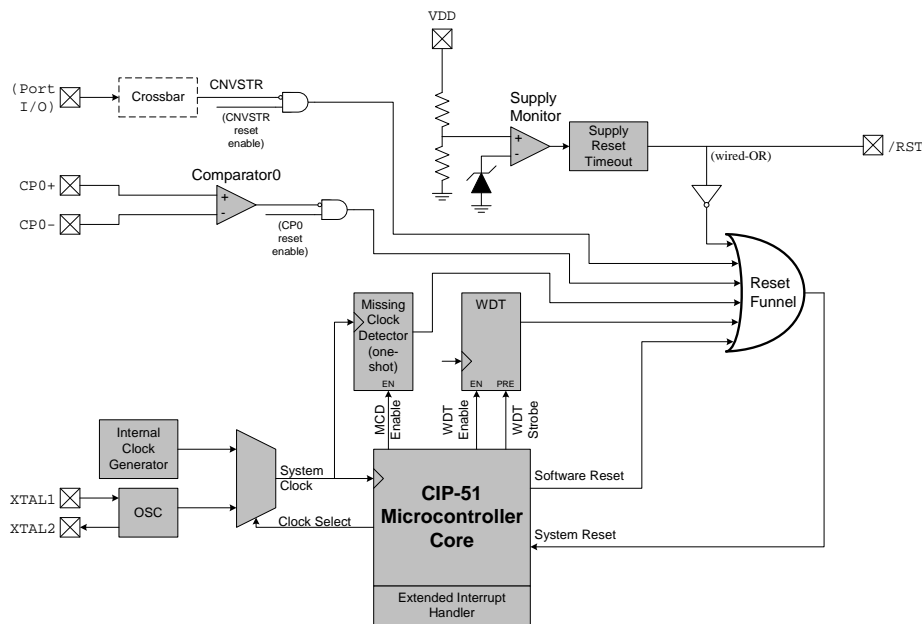 VDD
(Port
I/O)
Crossbar
CNVSTR
(CNVSTR
reset
enable)
Supply
Monitor
+
-
Supply
Reset
Timeout
(wired-OR)
/RST
CP0+
CP0-
Comparator0
+
-
(CP0
reset
enable)
Reset
Funnel
Missing
Clock
Detector
(one-
shot)
EN
WDT
EN
PRE
MCD
Enable
WDT
Enable
WDT
Strobe
Internal
Clock
Generator
System
Clock
XTAL1
XTAL2
OSC
Clock Select
CIP-51
Microcontroller
Core
Software Reset
System Reset
Extended Interrupt
Handler